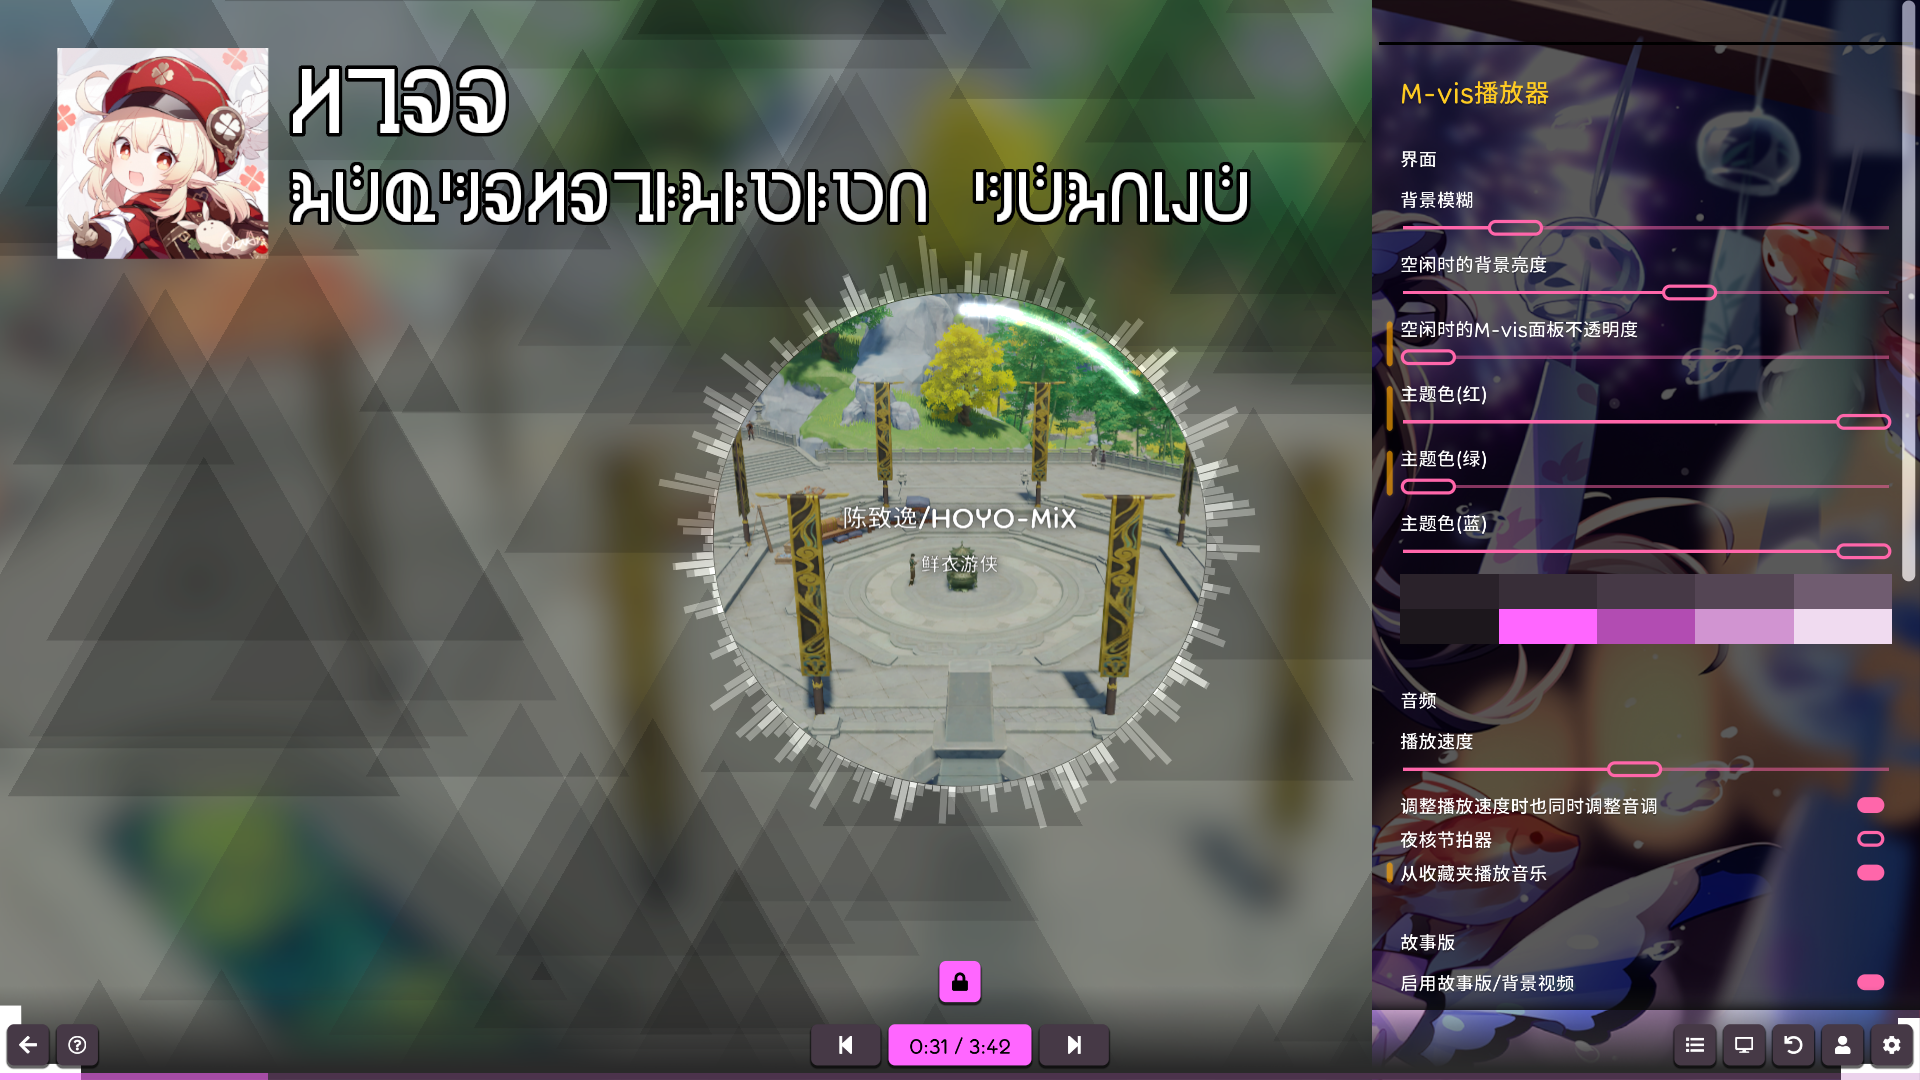 M-vis播放器
界面
背景模糊
空闲时的背景亮度
空闲时的M-vis面板不透明度
主题色(红)
主题色(绿)
主题色(蓝)
陈致逸/HOYO-MiX
鲜衣游侠
音频
播放速度
调整播放速度时也同时调整音调
夜核节拍器
从收藏夹播放音乐
故事版
启用故事版/背景视频
0:31 / 3:42